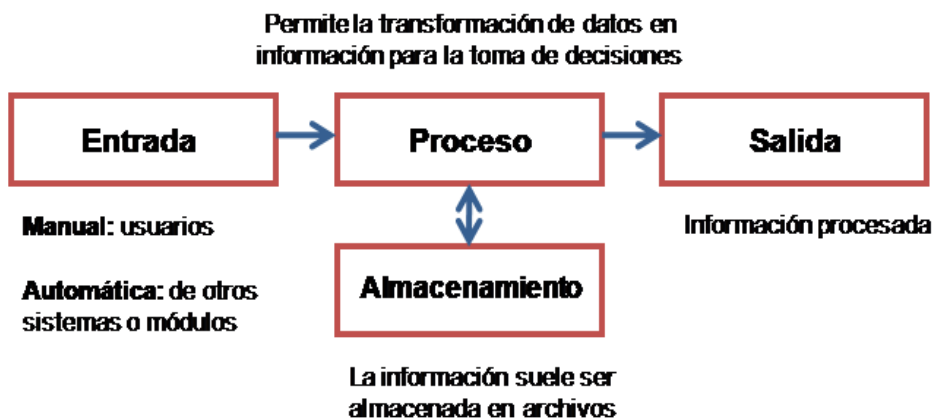 Permite la transformación de datos en
información para la toma de decisiones
Entrada
Proceso
Salida
Manual: usuarios
Automática: de otros
sistemas o módulos
Información procesada
Almacenamiento
La información suele ser
almacenada en archivos